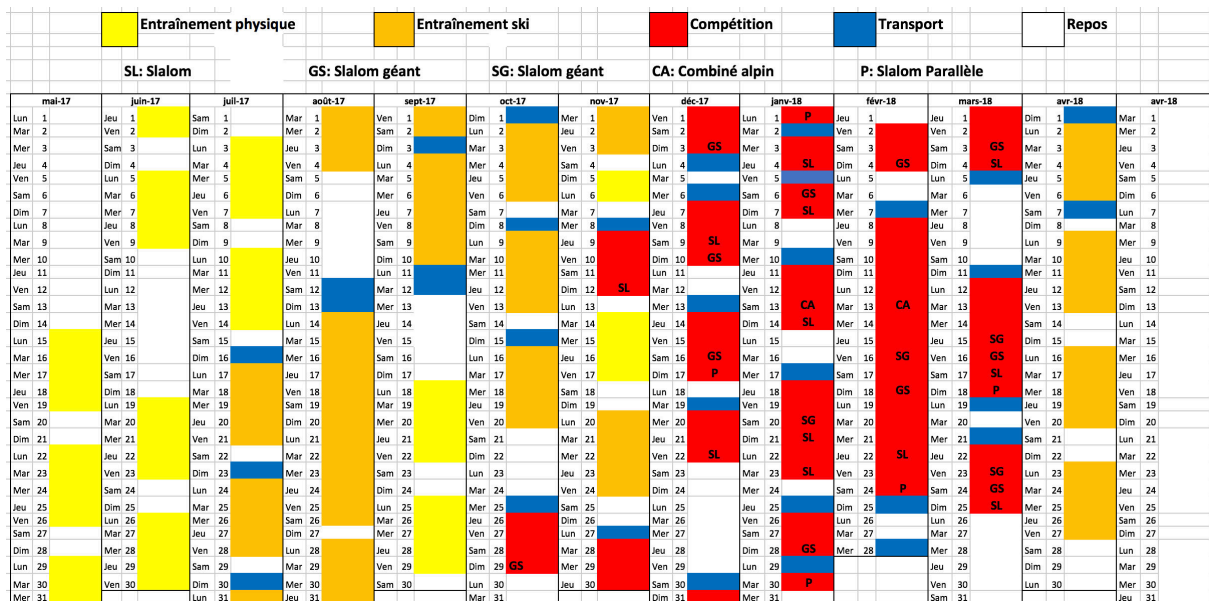 Entraînement physique Entraînement ski Compétition Transport Repos
SL: Slalom GS: Slalom géant SG: Slalom géant CA: Combiné alpin P: Slalom Parallèle
mai-17 juin-17 juil-17 août-17 sept-17 oct-17 nov-17 déc-17 janv-18 févr-18 mars-18 avr-18 avr-18
Lun 1 Jeu 1 Sam 1 Mar 1 Ven 1 Dim 1 Mer 1 Ven 1 Lun 1 P Jeu 1 Jeu 1 Dim 1 Mar 1
Mar 2 Ven 2 Dim 2 Mer 2 Sam 2 Lun 2 Jeu 2 Sam 2 Mar 2 Ven 2 Ven 2 Lun 2 Mer 2
Mer 3 Sam 3 Lun 3 Jeu 3 Dim 3 Mar 3 Ven 3 Dim 3 GS Mer 3 Sam 3 Sam 3 GS Mar 3 Jeu 3
Jeu 4 Dim 4 Mar 4 Ven 4 Lun 4 Mer 4 Sam 4 Lun 4 Jeu 4 SL Dim 4 GS Dim 4 SL Mer 4 Ven 4
Ven 5 Lun 5 Mer 5 Sam 5 Mar 5 Jeu 5 Dim 5 Mar 5 Ven 5 Lun 5 Lun 5 Jeu 5 Sam 5
Sam 6 Mar 6 Jeu 6 Dim 6 Mer 6 Ven 6 Lun 6 Mer 6 Sam 6 GS Mar 6 Mar 6 Ven 6 Dim 6
Dim 7 Mer 7 Ven 7 Lun 7 Jeu 7 Sam 7 Mar 7 Jeu 7 Dim 7 SL Mer 7 Mer 7 Sam 7 Lun 7
Lun 8 Jeu 8 Sam 8 Mar 8 Ven 8 Dim 8 Mer 8 Ven 8 Lun 8 Jeu 8 Jeu 8 Dim 8 Mar 8
Mar 9 Ven 9 Dim 9 Mer 9 Sam 9 Lun 9 Jeu 9 Sam 9 SL Mar 9 Ven 9 Ven 9 Lun 9 Mer 9
Mer 10 Sam 10 Lun 10 Jeu 10 Dim 10 Mar 10 Ven 10 Dim 10 GS Mer 10 Sam 10 Sam 10 Mar 10 Jeu 10
Jeu 11 Dim 11 Mar 11 Ven 11 Lun 11 Mer 11 Sam 11 Lun 11 Jeu 11 Dim 11 Dim 11 Mer 11 Ven 11
Ven 12 Lun 12 Mer 12 Sam 12 Mar 12 Jeu 12 Dim 12 SL Mar 12 Ven 12 Lun 12 Lun 12 Jeu 12 Sam 12
Sam 13 Mar 13 Jeu 13 Dim 13 Mer 13 Ven 13 Lun 13 Mer 13 Sam 13 CA Mar 13 CA Mar 13 Ven 13 Dim 13
Dim 14 Mer 14 Ven 14 Lun 14 Jeu 14 Sam 14 Mar 14 Jeu 14 Dim 14 SL Mer 14 Mer 14 Sam 14 Lun 14
Lun 15 Jeu 15 Sam 15 Mar 15 Ven 15 Dim 15 Mer 15 Ven 15 Lun 15 Jeu 15 Jeu 15 SG Dim 15 Mar 15
Mar 16 Ven 16 Dim 16 Mer 16 Sam 16 Lun 16 Jeu 16 Sam 16 GS Mar 16 Ven 16 SG Ven 16 GS Lun 16 Mer 16
Mer 17 Sam 17 Lun 17 Jeu 17 Dim 17 Mar 17 Ven 17 Dim 17 P Mer 17 Sam 17 Sam 17 SL Mar 17 Jeu 17
Jeu 18 Dim 18 Mar 18 Ven 18 Lun 18 Mer 18 Sam 18 Lun 18 Jeu 18 Dim 18 GS Dim 18 P Mer 18 Ven 18
Ven 19 Lun 19 Mer 19 Sam 19 Mar 19 Jeu 19 Dim 19 Mar 19 Ven 19 Lun 19 Lun 19 Jeu 19 Sam 19
Sam 20 Mar 20 Jeu 20 Dim 20 Mer 20 Ven 20 Lun 20 Mer 20 Sam 20 SG Mar 20 Mar 20 Ven 20 Dim 20
Dim 21 Mer 21 Ven 21 Lun 21 Jeu 21 Sam 21 Mar 21 Jeu 21 Dim 21 SL Mer 21 Mer 21 Sam 21 Lun 21
Lun 22 Jeu 22 Sam 22 Mar 22 Ven 22 Dim 22 Mer 22 Ven 22 SL Lun 22 Jeu 22 SL Jeu 22 Dim 22 Mar 22
Mar 23 Ven 23 Dim 23 Mer 23 Sam 23 Lun 23 Jeu 23 Sam 23 Mar 23 SL Ven 23 Ven 23 SG Lun 23 Mer 23
Mer 24 Sam 24 Lun 24 Jeu 24 Dim 24 Mar 24 Ven 24 Dim 24 Mer 24 Sam 24 P Sam 24 GS Mar 24 Jeu 24
Jeu 25 Dim 25 Mar 25 Ven 25 Lun 25 Mer 25 Sam 25 Lun 25 Jeu 25 Dim 25 Dim 25 SL Mer 25 Ven 25
Ven 26 Lun 26 Mer 26 Sam 26 Mar 26 Jeu 26 Dim 26 Mar 26 Ven 26 Lun 26 Lun 26 Jeu 26 Sam 26
Sam 27 Mar 27 Jeu 27 Dim 27 Mer 27 Ven 27 Lun 27 Mer 27 Sam 27 Mar 27 Mar 27 Ven 27 Dim 27
Dim 28 Mer 28 Ven 28 Lun 28 Jeu 28 Sam 28 Mar 28 Jeu 28 Dim 28 GS Mer 28 Mer 28 Sam 28 Lun 28
Lun 29 Jeu 29 Sam 29 Mar 29 Ven 29 Dim 29 GS Mer 29 Ven 29 Lun 29 Jeu 29 Dim 29 Mar 29
Mar 30 Ven 30 Dim 30 Mer 30 Sam 30 Lun 30 Jeu 30 Sam 30 Mar 30 P Ven 30 Lun 30 Mer 30
Mer 31 Lun 31 Jeu 31 Mar 31 Dim 31 Mer 31 Sam 31 Jeu 31